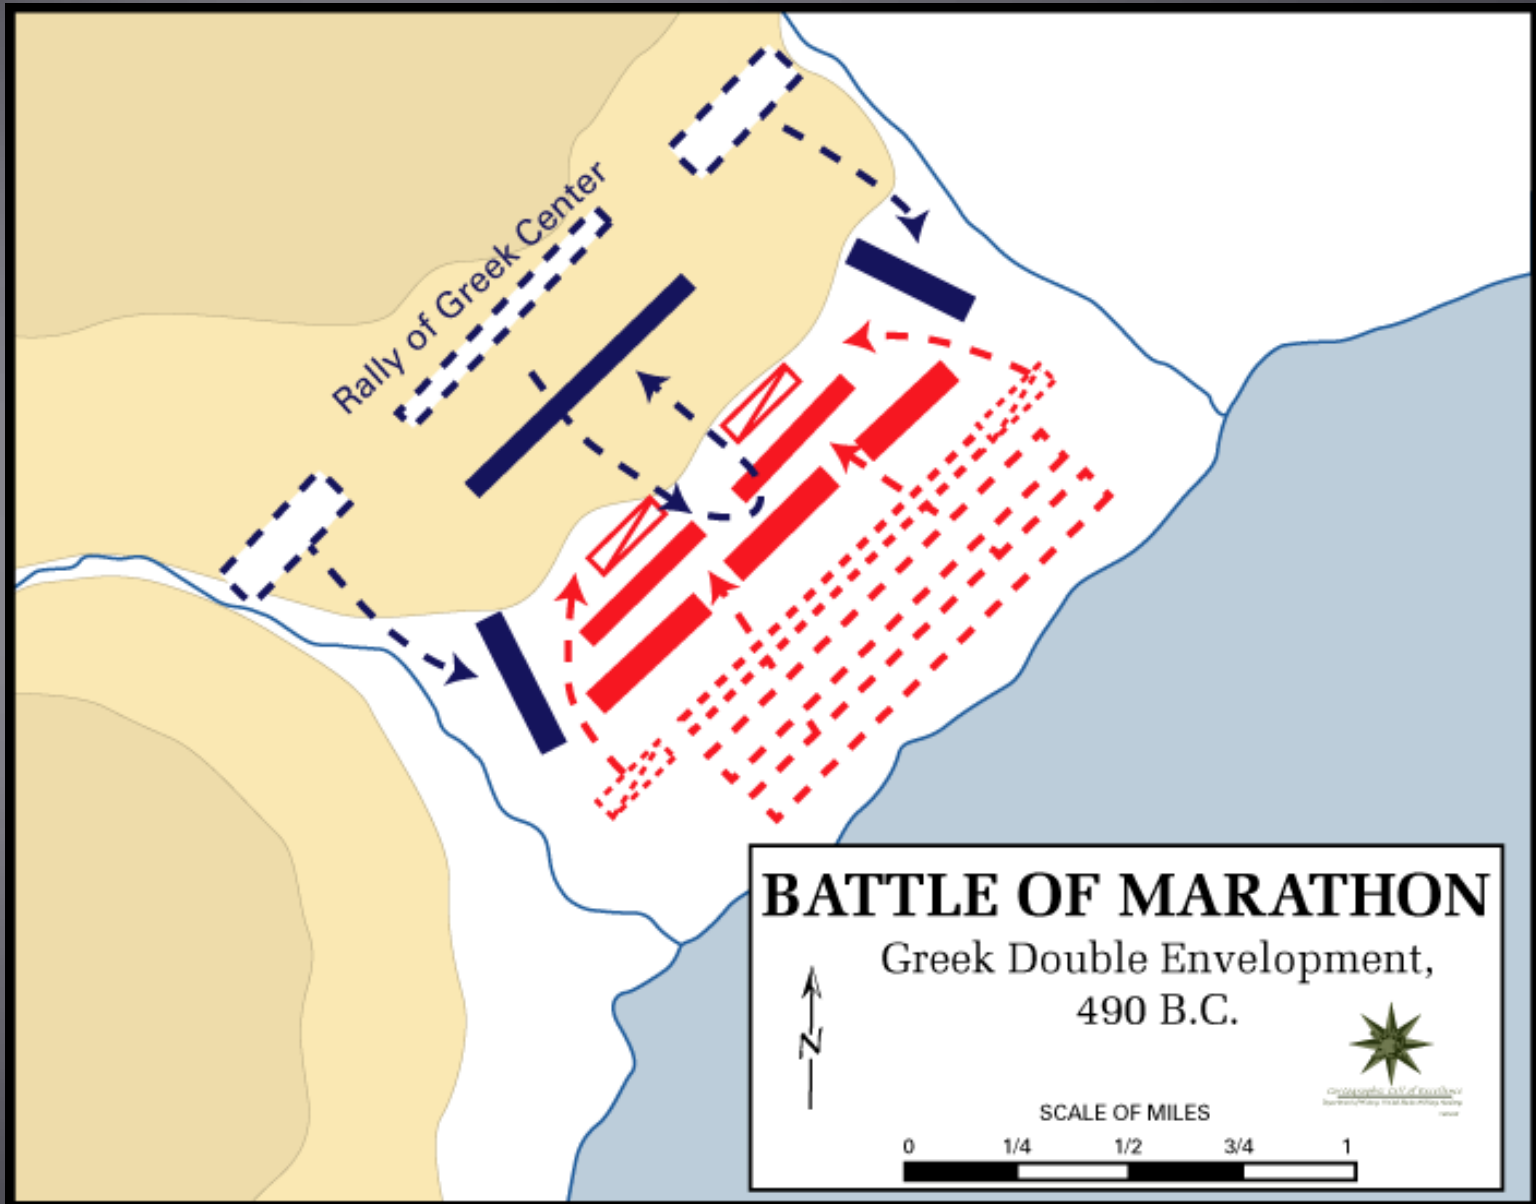 Rally of Greek Center
BATTLE OF MARATHON
Greek Double Envelopment,
490 B.C.
N
SCALE OF MILES
0 1/4 1/2 3/4 1